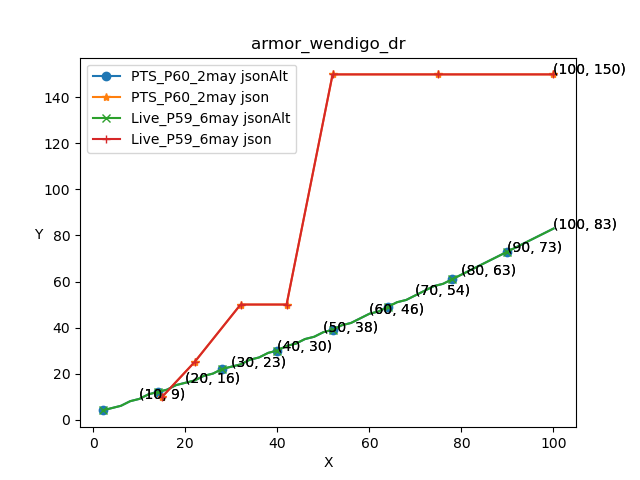 armor_wendigo_dr
PTS_P60_2may jsonAlt
PTS_P60_2may json
Live_P59_6may jsonAlt
Live_P59_6may json
(100, 150)
(100, 83)
(90, 73)
(80, 63)
(70, 54)
(60, 46)
(50, 38)
(40, 30)
(30, 23)
(20, 16)
(10, 9)
Y
140
120
100
80
60
40
20
0
0 20 40 60 80 100
X